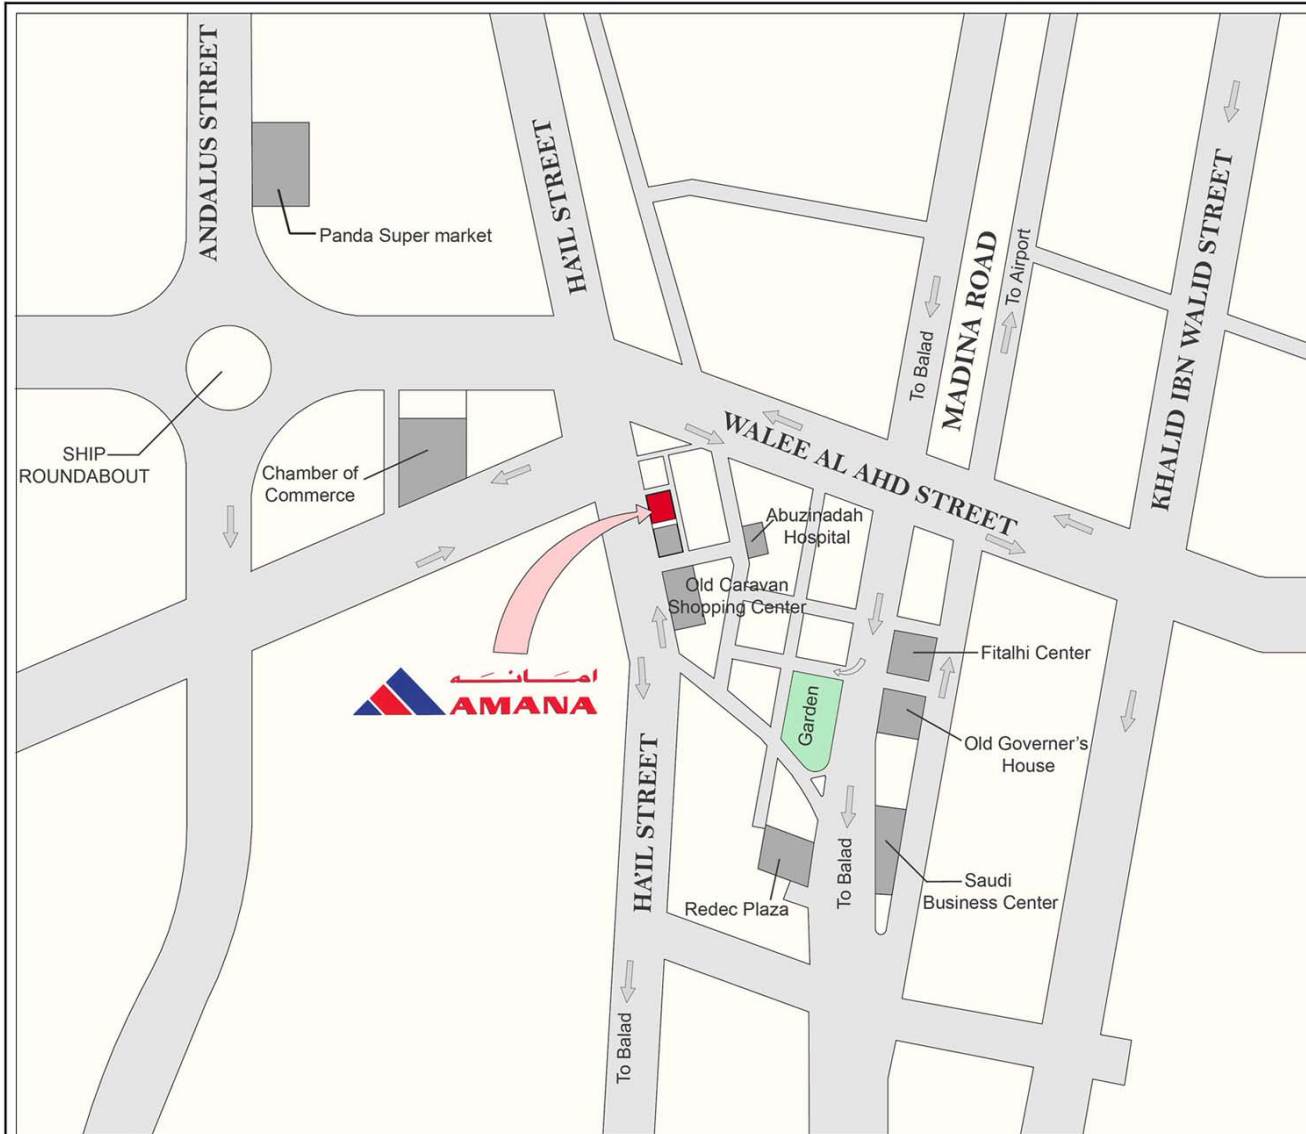 ANDALUS STREET
HA'IL STREET
Panda Super market
MADINA ROAD
To Airport
To Balad
KHALID IBN WALID STREET
SHIP
ROUNDABOUT
Chamber of
Commerce
WALEE AL AHD STREET
Abuzinadah
Hospital
Old Caravan
Shopping Center
امانه
AMANA
Fitalhi Center
Garden
Old Governer's
House
HA'IL STREET
To Balad
Saudi
Business Center
Redec Plaza
To Balad